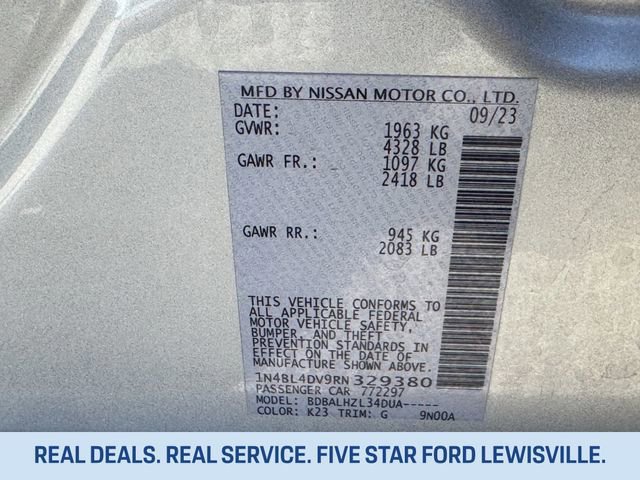 MFD BY NISSAN MOTOR CO., LTD.
DATE: 09/23
GVWR: 1963 KG
4328 LB
GAWR FR.: 1097 KG
2418 LB
GAWR RR.: 945 KG
2083 LB
THIS VEHICLE CONFORMS TO
ALL APPLICABLE FEDERAL
MOTOR VEHICLE SAFETY,
BUMPER, AND THEFT
PREVENTION STANDARDS IN
EFFECT ON THE DATE OF
MANUFACTURE SHOWN ABOVE.
1N4BL4DV9RN329380
PASSENGER CAR 772297
MODEL: BDBALHZL34DUA-----
COLOR: K23 TRIM: G 9N00A
REAL DEALS. REAL SERVICE. FIVE STAR FORD LEWISVILLE.